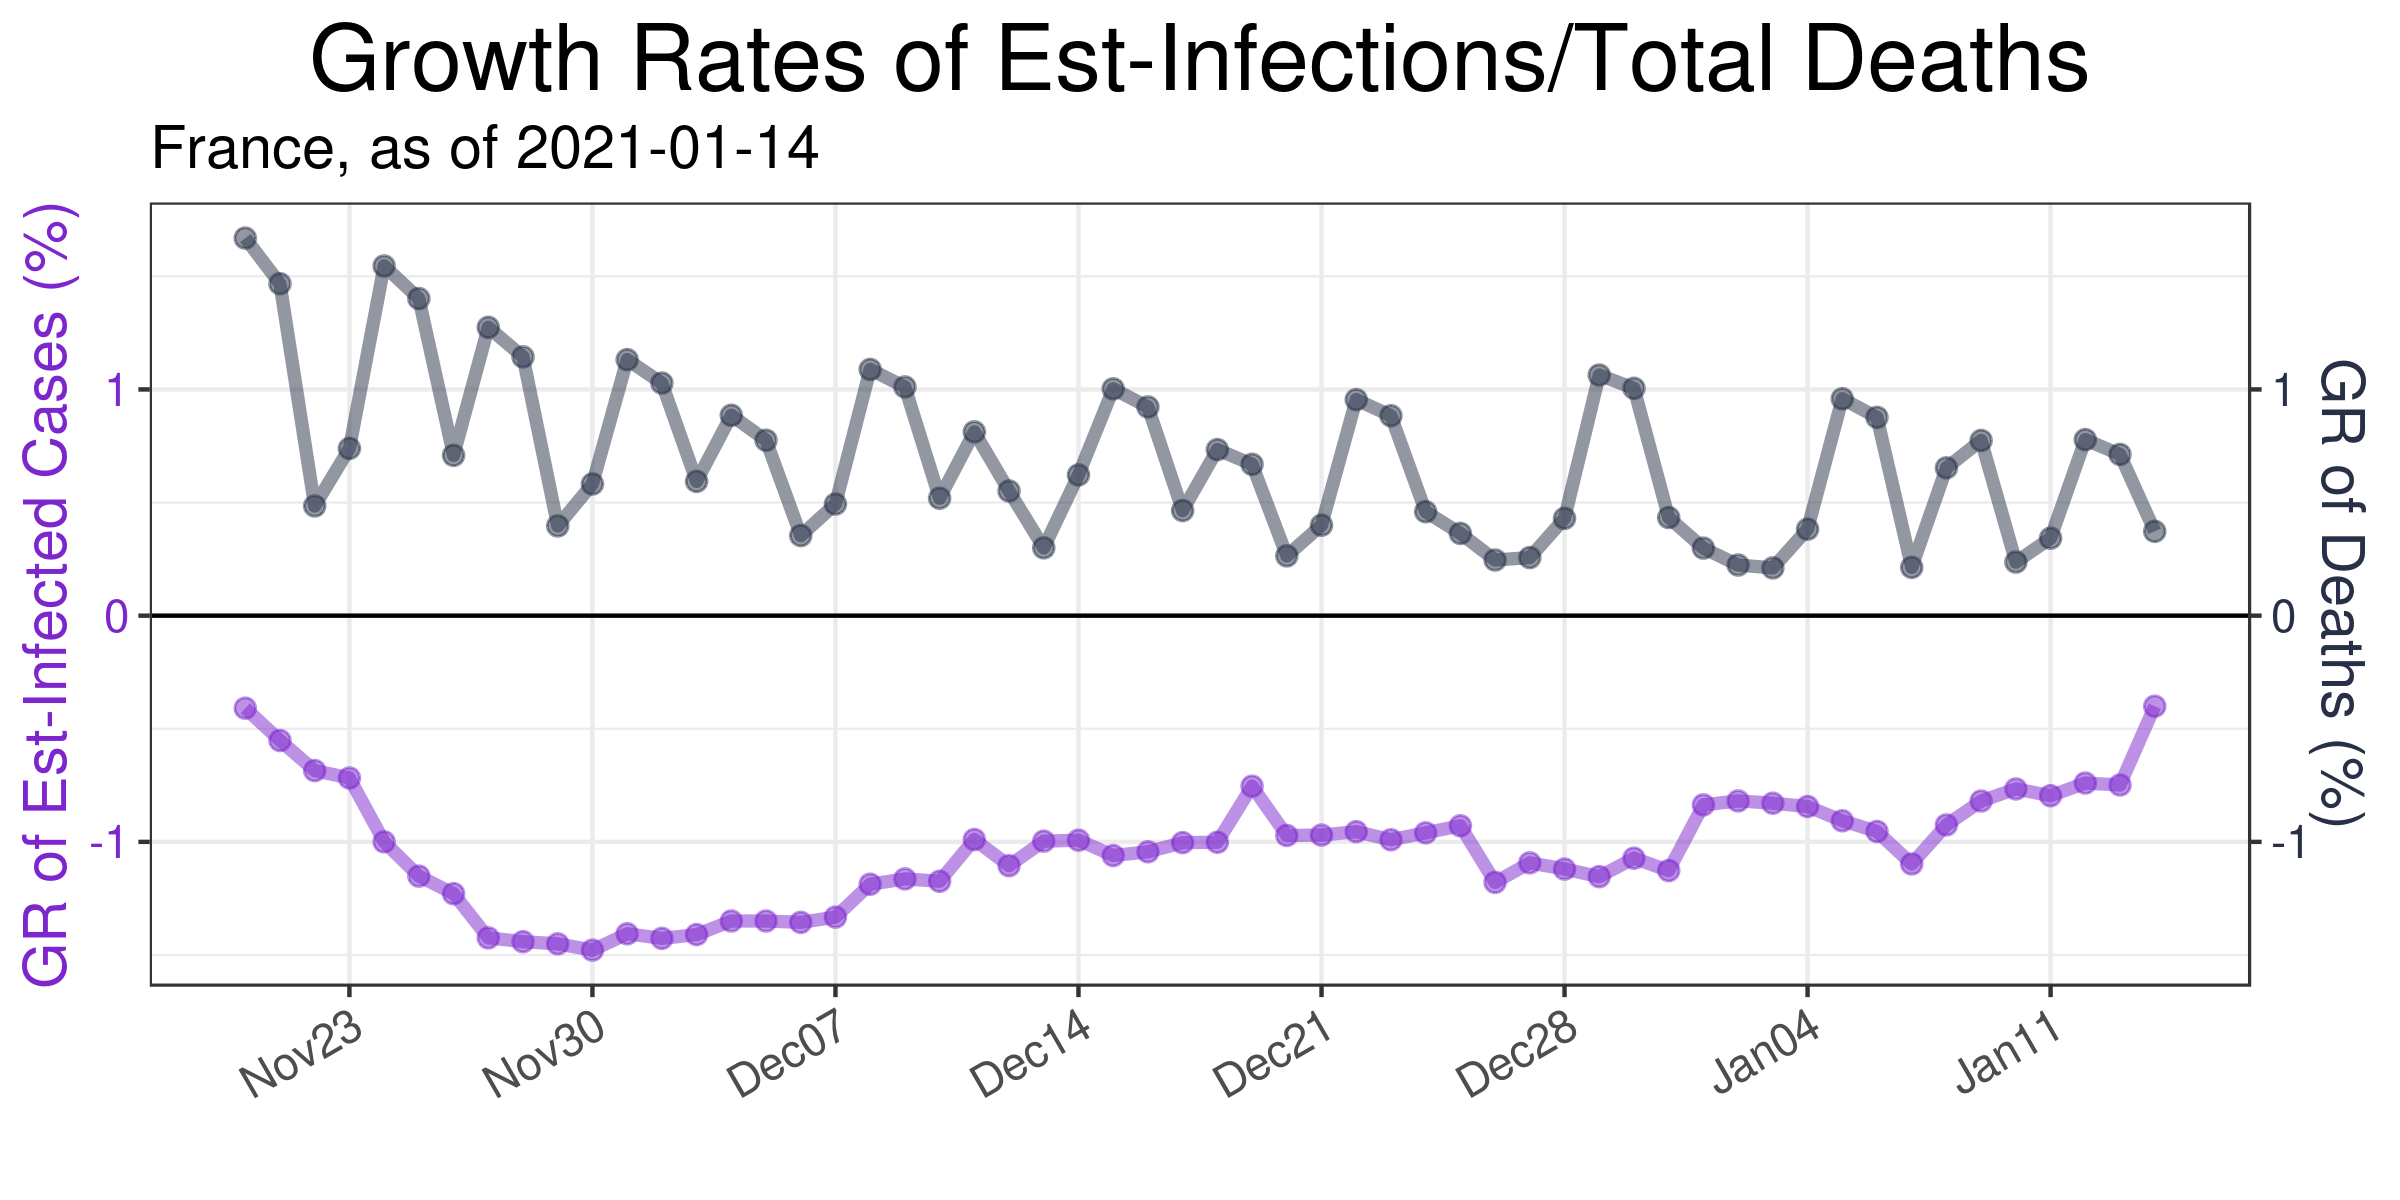 Growth Rates of Est-Infections/Total Deaths
France, as of 2021-01-14
GR of Est-Infected Cases (%)
1
0
-1
1
0
-1
GR of Deaths (%)
Nov23
Nov30
Dec07
Dec14
Dec21
Dec28
Jan04
Jan11